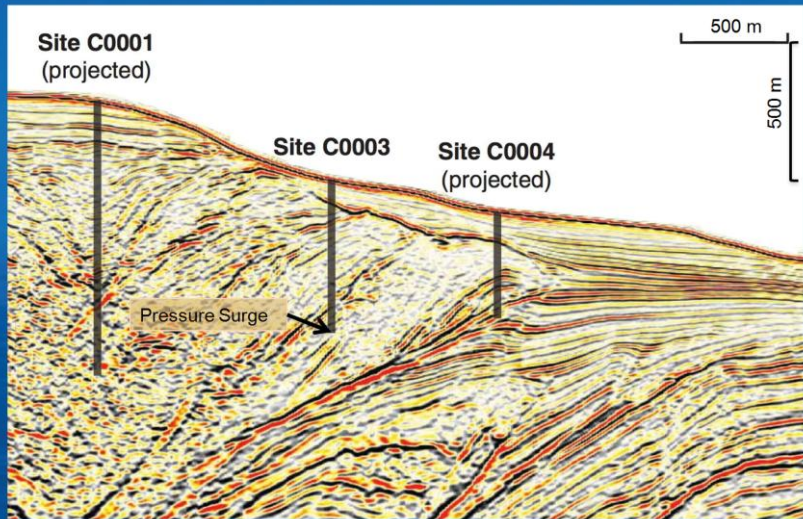 Site C0001
(projected)
500 m
500 m
Site C0003
Site C0004
(projected)
Pressure Surge